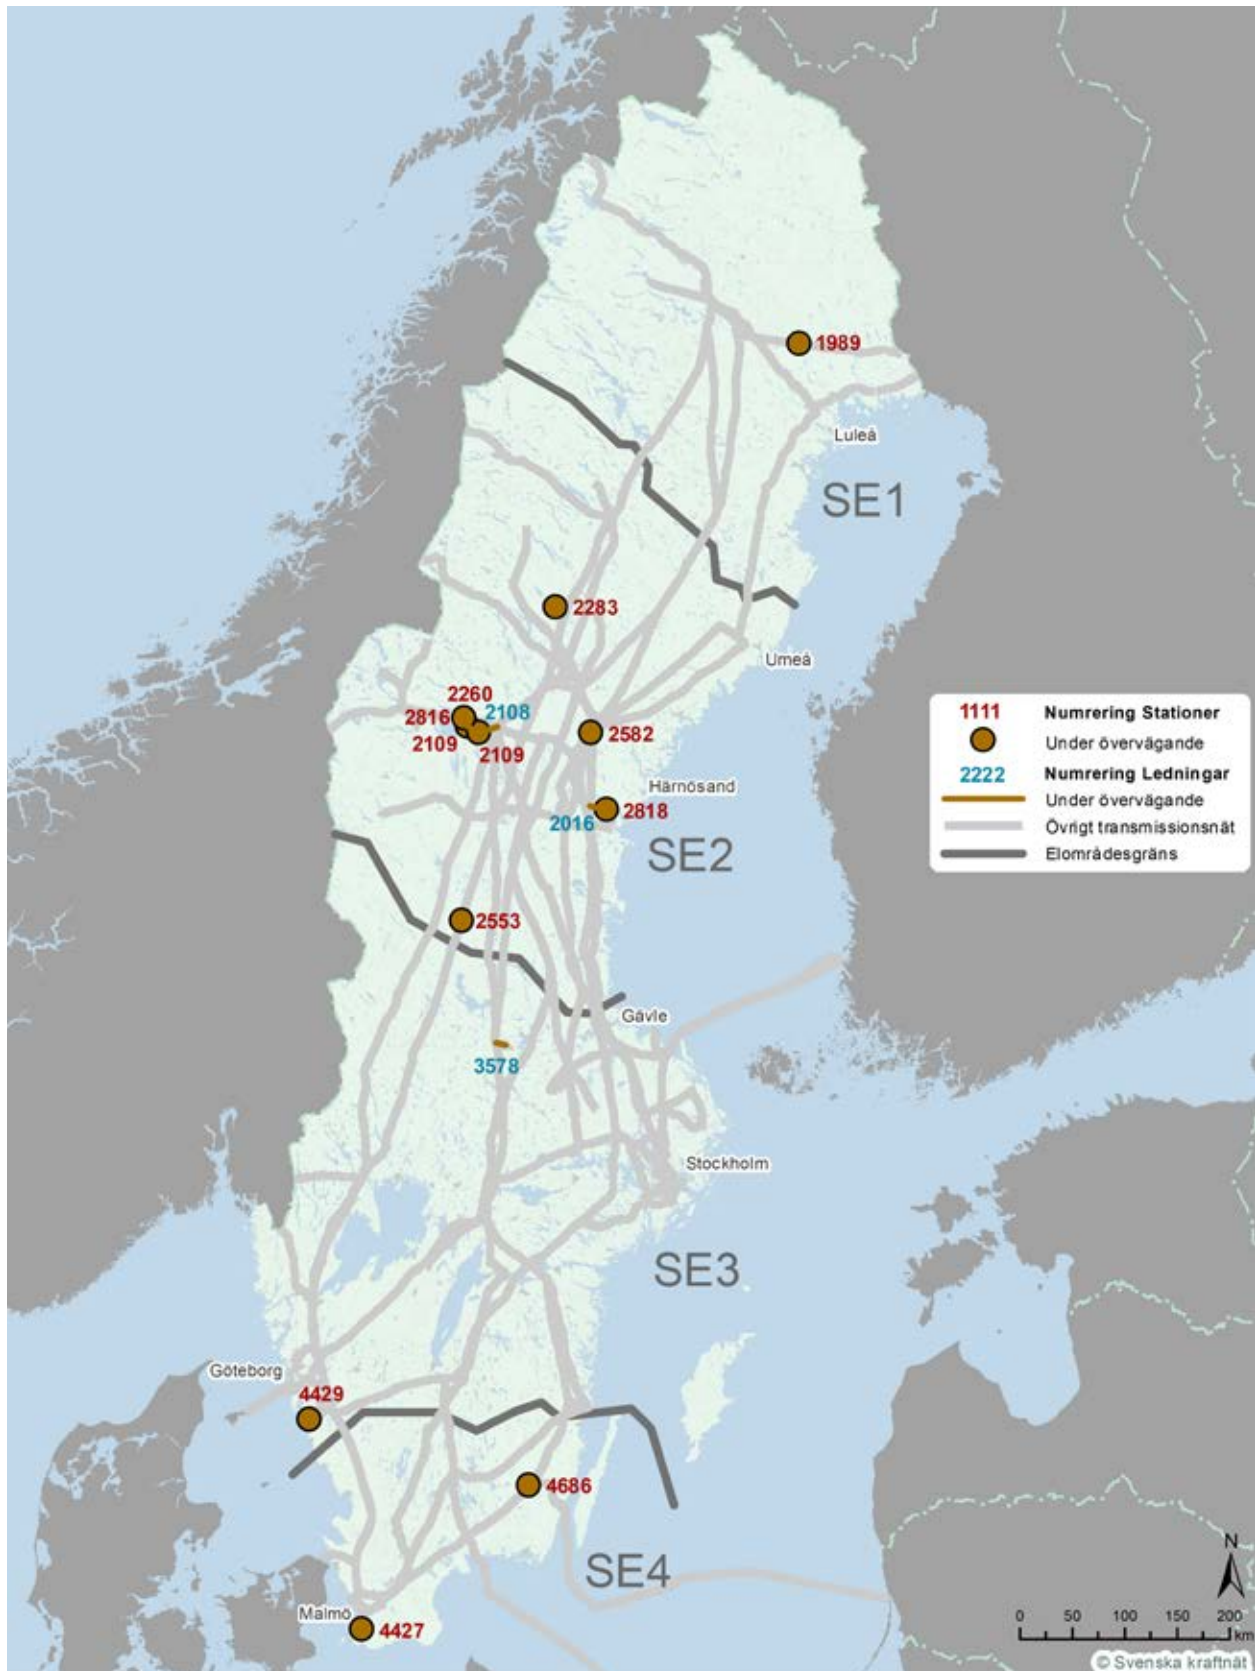 1989
Luleå
SE1
2283
Umeå
2260
2816
2108
2109
2109
2582
Härnösand
2818
2016
SE2
2553
Gävle
3578
Stockholm
SE3
Göteborg
4429
4686
SE4
Malmö
4427
1111 Numrering Stationer
Under övervägande
2222 Numrering Ledningar
Under övervägande
Övrigt transmissionsnät
Elområdesgräns
N
0 50 100 150 200
km
© Svenska kraftnät